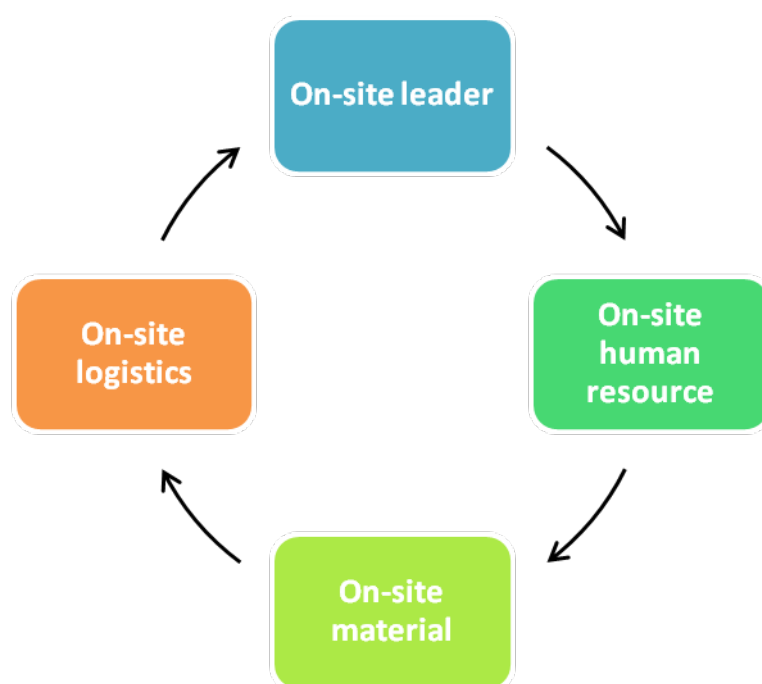 On-site leader
On-site
human
resource
On-site
material
On-site
logistics